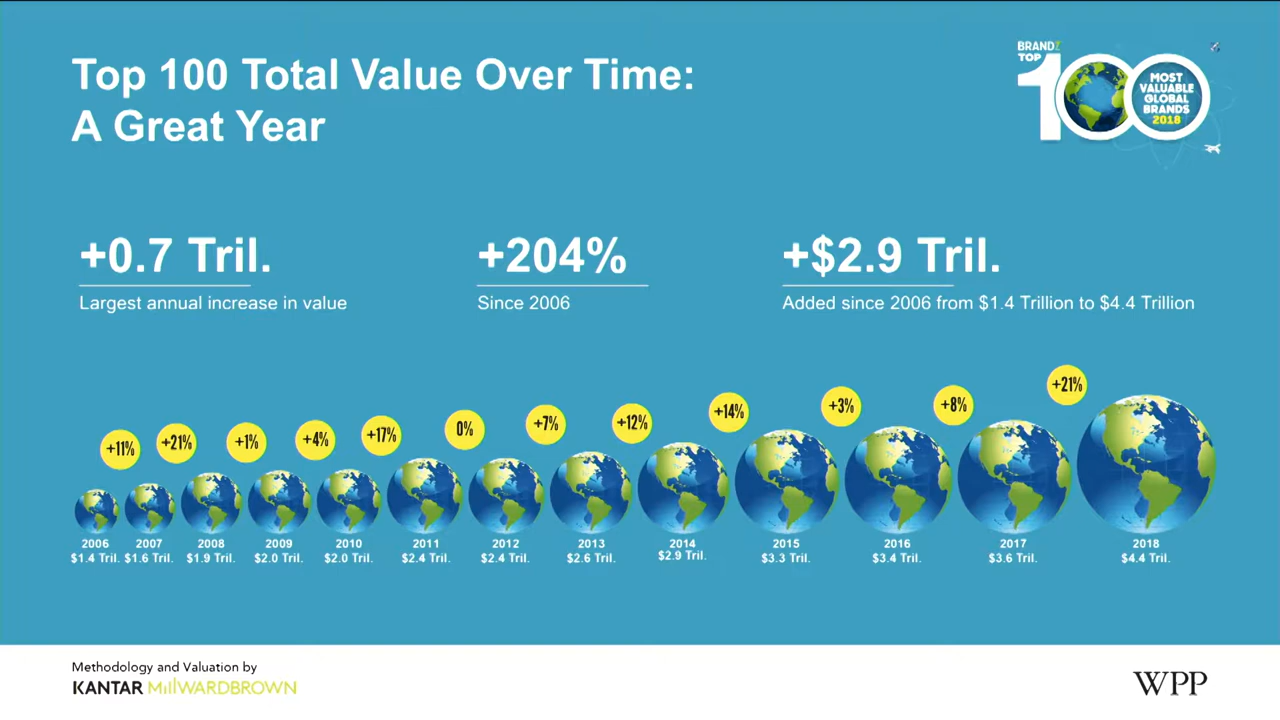 Top 100 Total Value Over Time:
A Great Year
BRANDZ
TOP
100
MOST
VALUABLE
GLOBAL
BRANDS
2018
+0.7 Tril.
Largest annual increase in value
+204%
Since 2006
+$2.9 Tril.
Added since 2006 from $1.4 Trillion to $4.4 Trillion
+11% +21% +1% +4% +17% 0% +7% +12% +14% +3% +8% +21%
2006 2007 2008 2009 2010 2011 2012 2013 2014 2015 2016 2017 2018
$1.4 Tril. $1.6 Tril. $1.9 Tril. $2.0 Tril. $2.0 Tril. $2.4 Tril. $2.4 Tril. $2.6 Tril. $2.9 Tril. $3.3 Tril. $3.4 Tril. $3.6 Tril. $4.4 Tril.
Methodology and Valuation by
KANTAR MillWARDBROWN
WPP